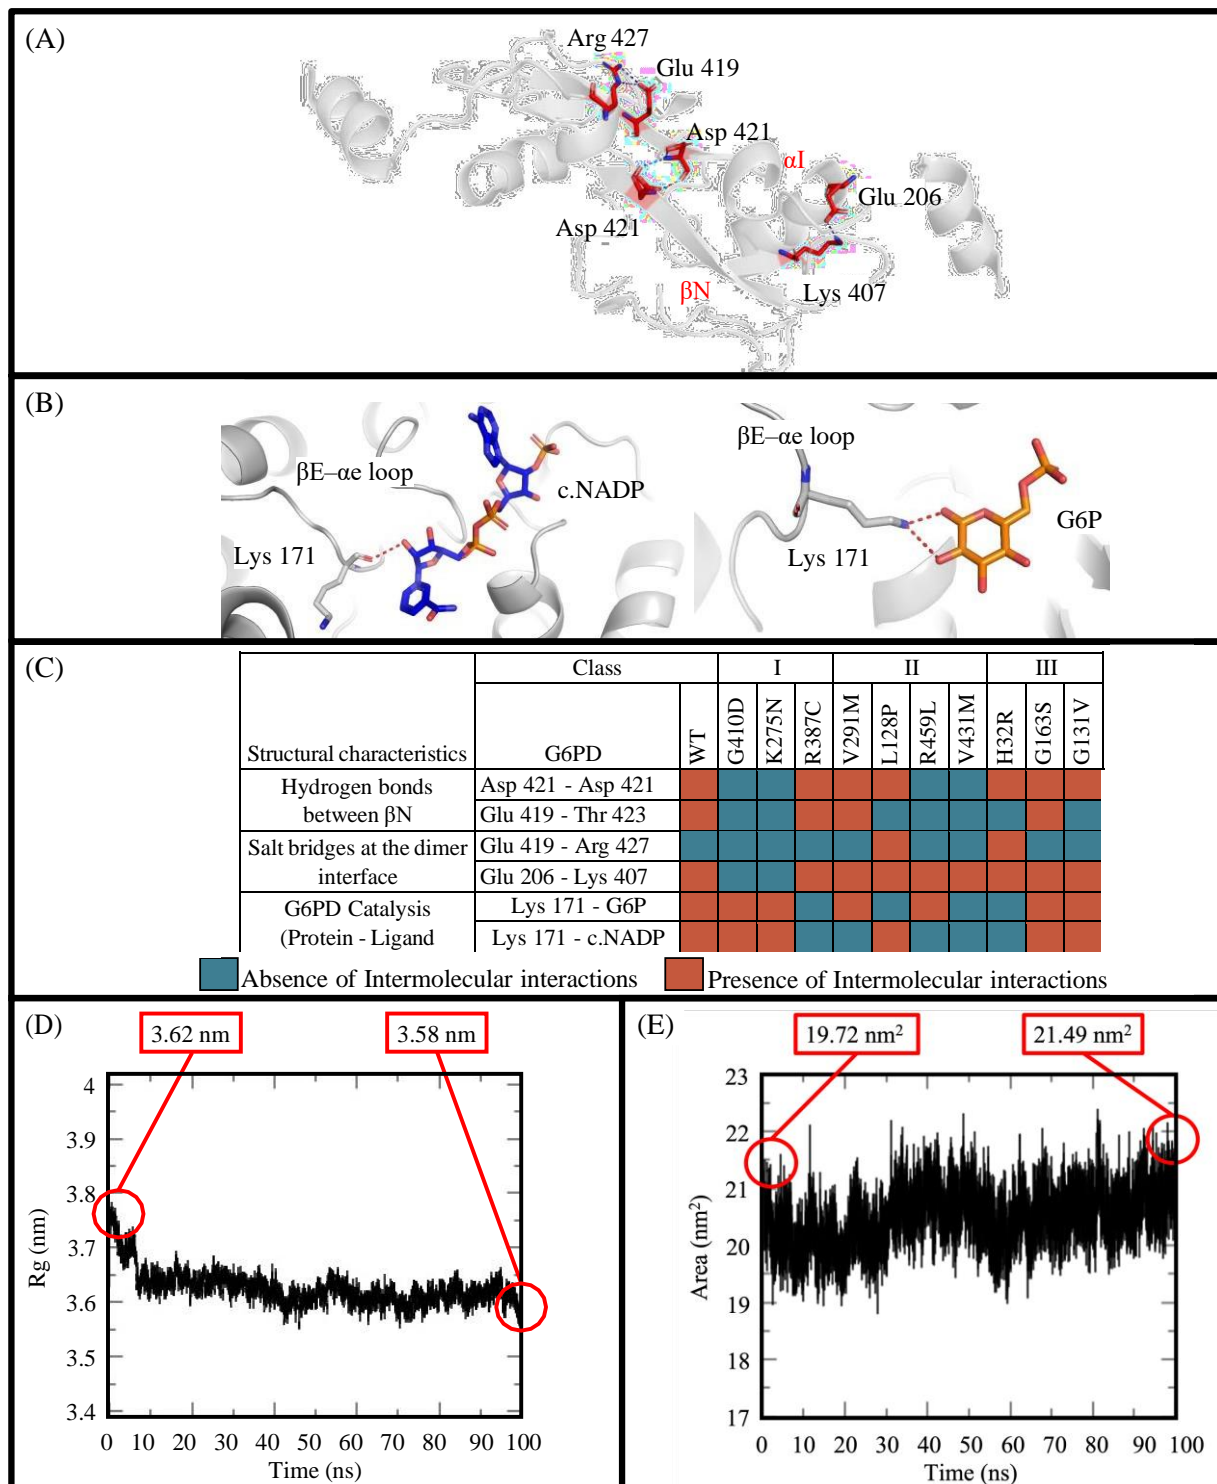 (A)
Arg 427
Glu 419
Asp 421
αI
Glu 206
Asp 421
βN
Lys 407
(B)
βE–αe loop
c.NADP
Lys 171
βE–αe loop
G6P
Lys 171
(C)
Class I II III
Structural characteristics G6PD WT G410D K275N R387C V291M L128P R459L V431M H32R G163S G131V
Hydrogen bonds between βN
Asp 421 - Asp 421
Glu 419 - Thr 423
Salt bridges at the dimer interface
Glu 419 - Arg 427
Glu 206 - Lys 407
G6PD Catalysis (Protein - Ligand
Lys 171 - G6P
Lys 171 - c.NADP
Absence of Intermolecular interactions Presence of Intermolecular interactions
(D)
3.62 nm 3.58 nm
4
3.9
3.8
3.7
3.6
3.5
3.4
Rg (nm)
0 10 20 30 40 50 60 70 80 90 100
Time (ns)
(E)
19.72 nm² 21.49 nm²
23
22
21
20
19
18
17
Area (nm²)
0 10 20 30 40 50 60 70 80 90 100
Time (ns)